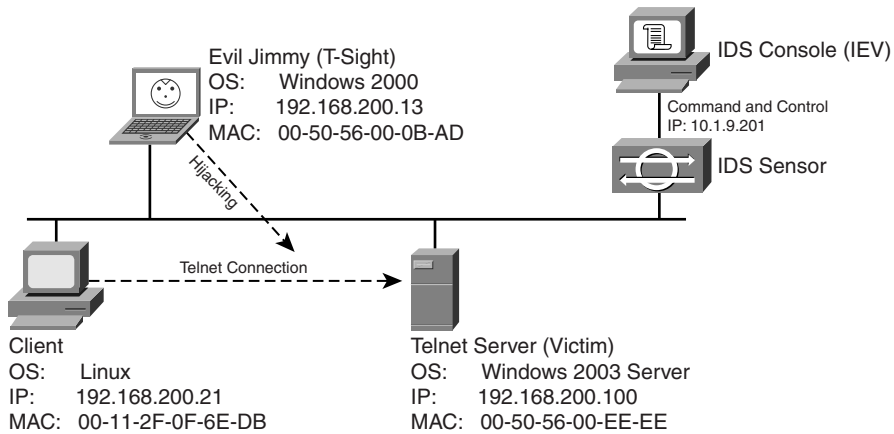 Evil Jimmy (T-Sight)
OS: Windows 2000
IP: 192.168.200.13
MAC: 00-50-56-00-0B-AD
IDS Console (IEV)
Command and Control
IP: 10.1.9.201
IDS Sensor
Hijacking
Telnet Connection
Client
OS: Linux
IP: 192.168.200.21
MAC: 00-11-2F-0F-6E-DB
Telnet Server (Victim)
OS: Windows 2003 Server
IP: 192.168.200.100
MAC: 00-50-56-00-EE-EE